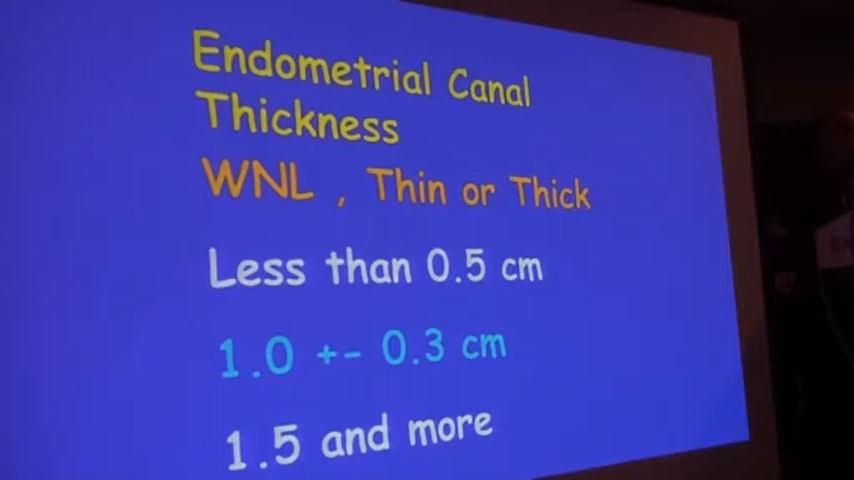 Endometrial Canal
Thickness
WNL , Thin or Thick
Less than 0.5 cm
1.0 +- 0.3 cm
1.5 and more